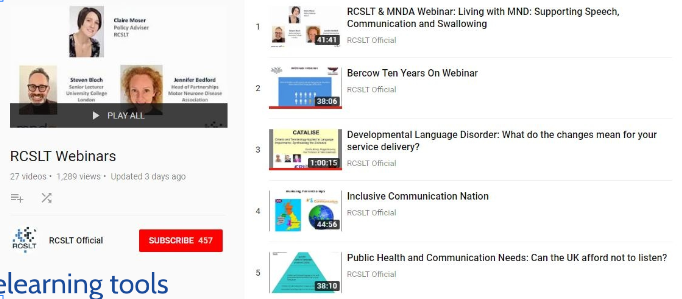 Claire Moser
Policy Adviser
RCSLT
Steven Bloch
Senior Lecturer
University College
London
Jennifer Bedford
Head of Partnerships
Motor Neurone Disease
Association
PLAY ALL
RCSLT Webinars
27 videos • 1,289 views • Updated 3 days ago
RCSLT
RCSLT Official
SUBSCRIBE 457
elearning tools
1
41:41
RCSLT & MNDA Webinar: Living with MND: Supporting Speech,
Communication and Swallowing
RCSLT Official
2
38:06
Bercow Ten Years On Webinar
RCSLT Official
3
CATALISE
1:00:15
Developmental Language Disorder: What do the changes mean for your
service delivery?
RCSLT Official
4
44:56
Inclusive Communication Nation
RCSLT Official
5
38:10
Public Health and Communication Needs: Can the UK afford not to listen?
RCSLT Official